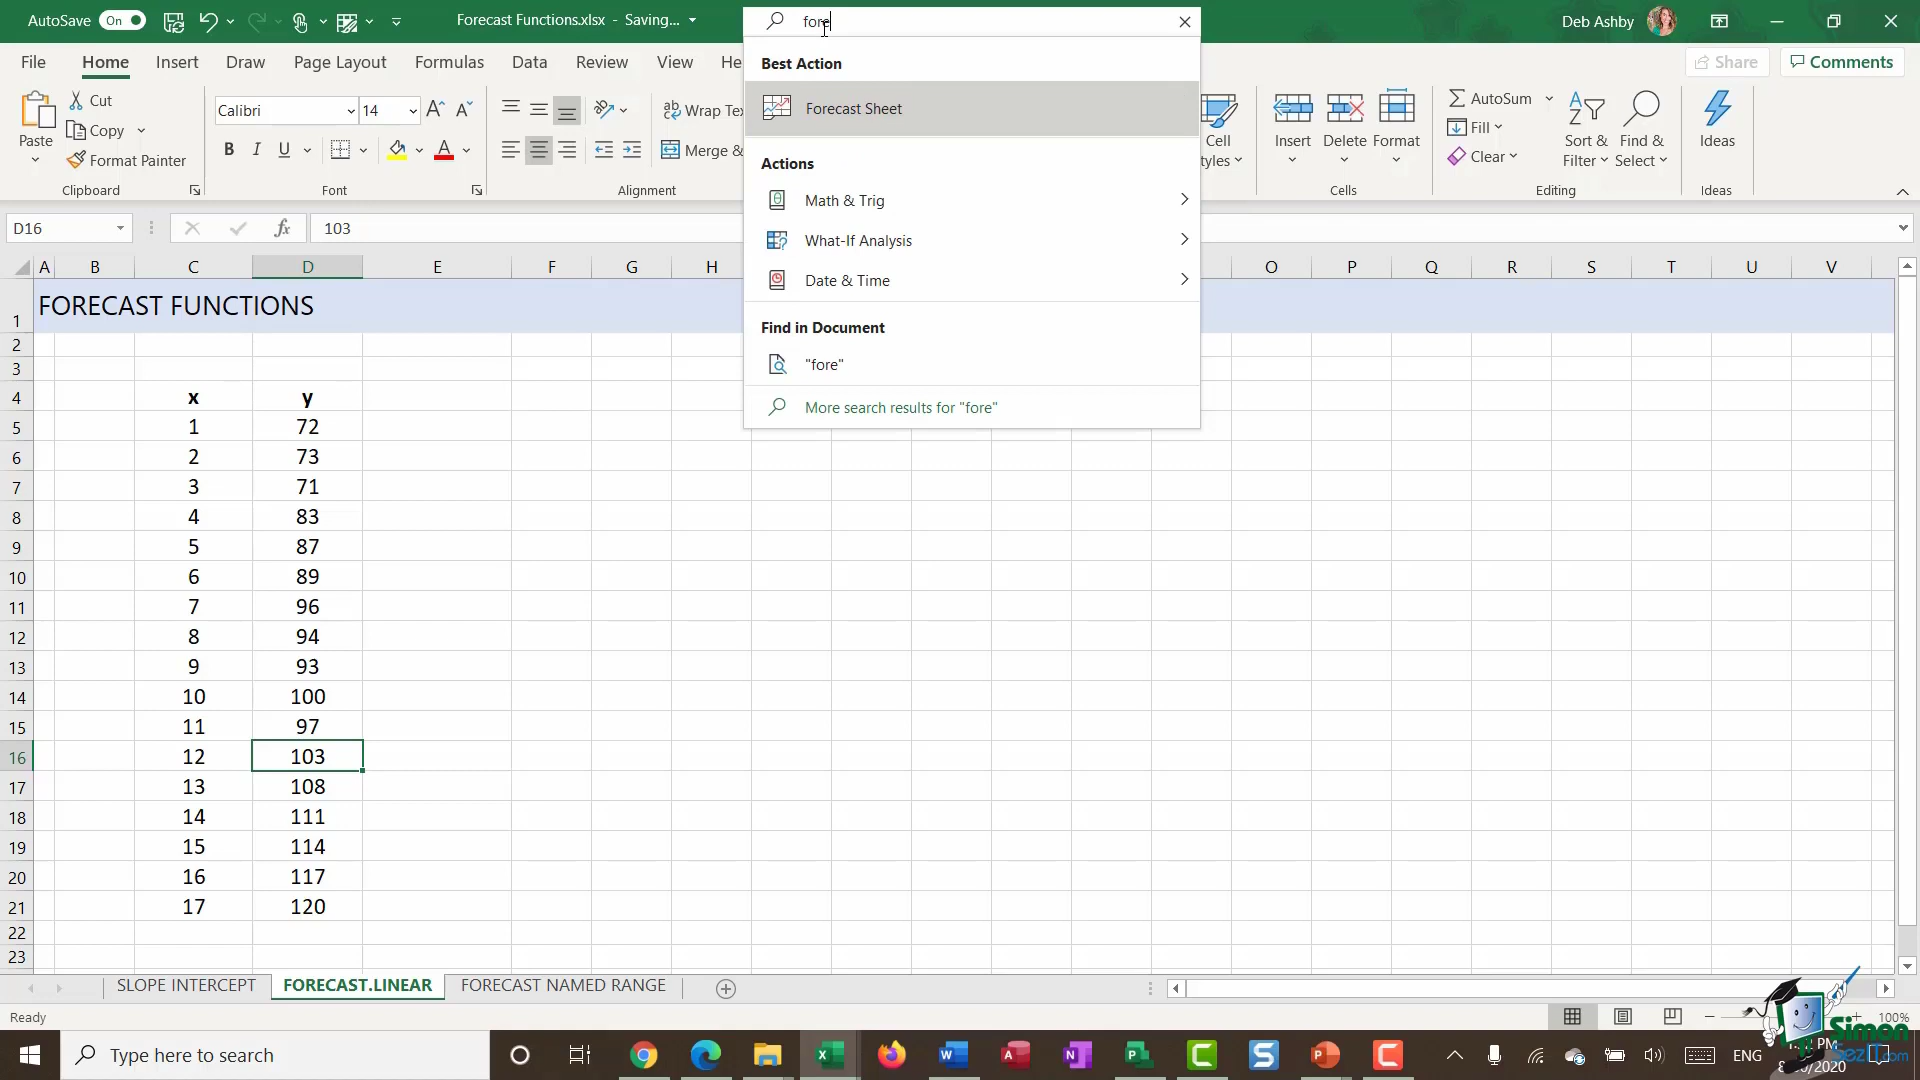 AutoSave On Forecast Functions.xlsx - Saving... fore Deb Ashby
File Home Insert Draw Page Layout Formulas Data Review View He Share Comments
Best Action
Forecast Sheet
Actions
Math & Trig
What-If Analysis
Date & Time
Find in Document
"fore"
More search results for "fore"
Paste Cut Copy Format Painter Clipboard
Calibri 14 B I U A A A Font
ab Wrap Tex Merge & Alignment
Cell tyles
Insert Delete Format Cells
AutoSum Fill Clear Sort & Filter Find & Select Editing
Ideas Ideas
D16 fx 103
A B C D E F G H O P Q R S T U V
1 FORECAST FUNCTIONS
2
3
4 x y
5 1 72
6 2 73
7 3 71
8 4 83
9 5 87
10 6 89
11 7 96
12 8 94
13 9 93
14 10 100
15 11 97
16 12 103
17 13 108
18 14 111
19 15 114
20 16 117
21 17 120
22
23
SLOPE INTERCEPT FORECAST.LINEAR FORECAST NAMED RANGE
Ready 100%
Type here to search ENG
Simon
SezIT.com